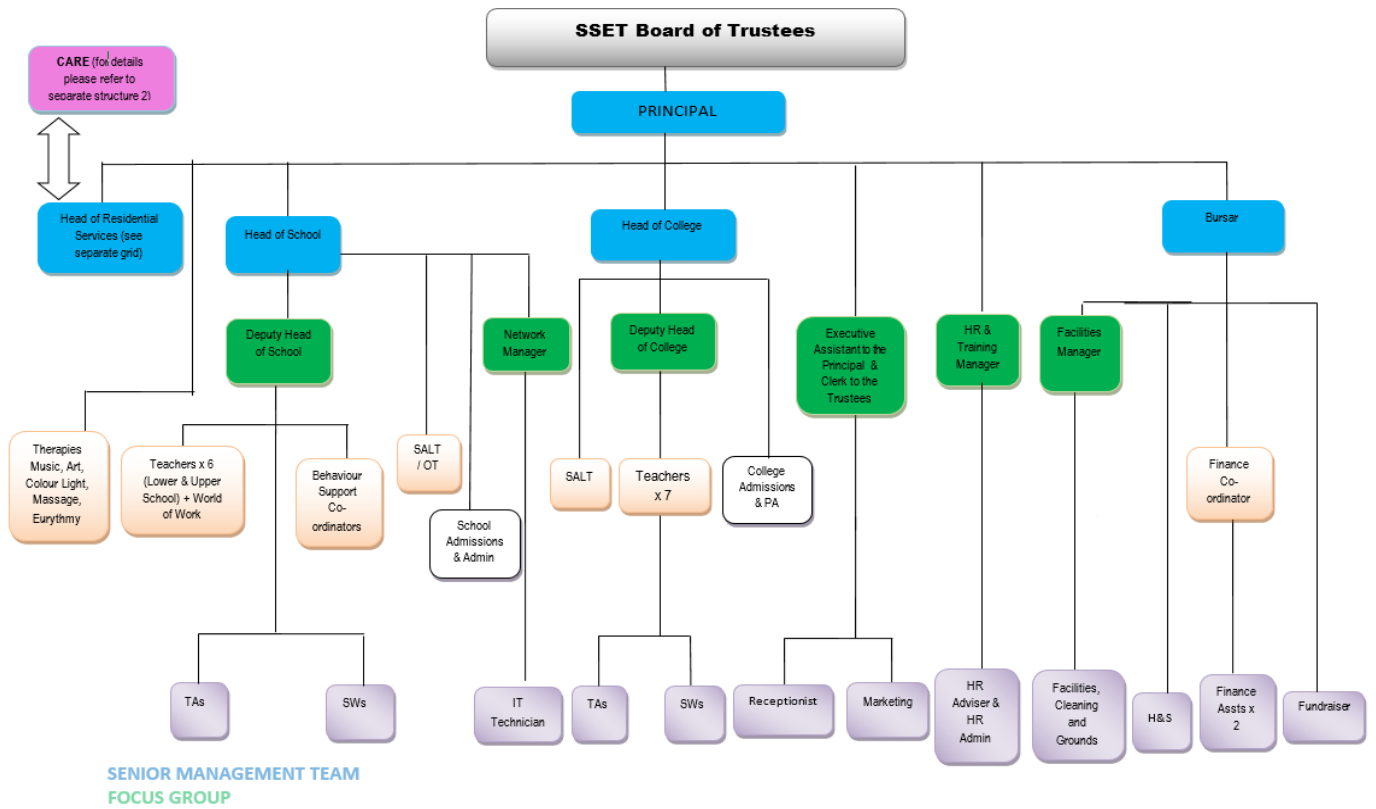 SSET Board of Trustees
CARE (for details
please refer to
separate structure 2)
PRINCIPAL
Head of Residential
Services (see
separate grid)
Head of School
Head of College
Bursar
Deputy Head
of School
Network
Manager
Deputy Head
of College
Executive
Assistant to the
Principal &
Clerk to the
Trustees
HR &
Training
Manager
Facilities
Manager
Therapies
Music, Art,
Colour Light,
Massage,
Eurythmy
Teachers x 6
(Lower & Upper
School) + World
of Work
Behaviour
Support
Co-
ordinators
SALT
/ OT
School
Admissions
& Admin
SALT
Teachers
x 7
College
Admissions
& PA
Finance
Co-
ordinator
TAs
SWs
IT
Technician
TAs
SWs
Receptionist
Marketing
HR
Adviser &
HR
Admin
Facilities,
Cleaning
and
Grounds
H&S
Finance
Assts x
2
Fundraiser
SENIOR MANAGEMENT TEAM
FOCUS GROUP